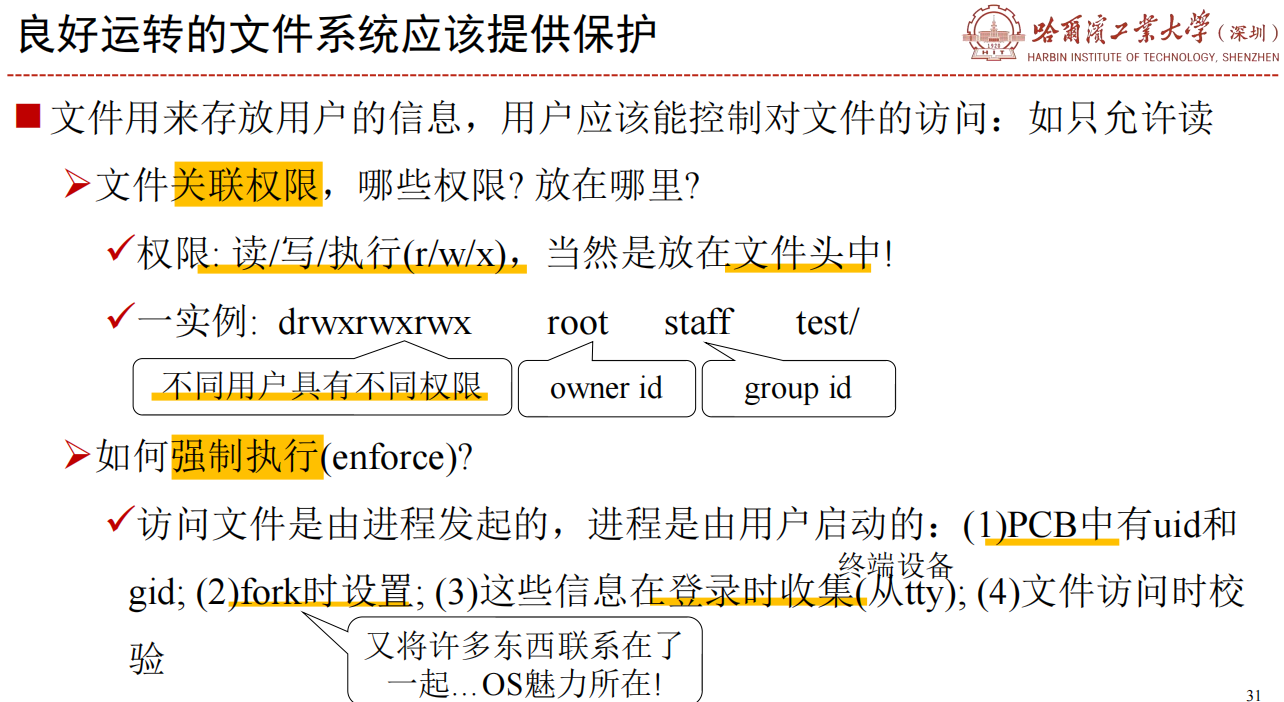 良好运转的文件系统应该提供保护
哈尔滨工业大学(深圳)
HARBIN INSTITUTE OF TECHNOLOGY, SHENZHEN
1920
HIT
文件用来存放用户的信息，用户应该能控制对文件的访问：如只允许读
文件关联权限，哪些权限? 放在哪里?
权限: 读/写/执行(r/w/x)，当然是放在文件头中!
一实例: drwxrwxrwx root staff test/
不同用户具有不同权限
owner id
group id
如何强制执行(enforce)?
访问文件是由进程发起的，进程是由用户启动的：(1)PCB中有uid和
终端设备
gid; (2)fork时设置; (3)这些信息在登录时收集(从tty); (4)文件访问时校
验
又将许多东西联系在了
一起...OS魅力所在!
31